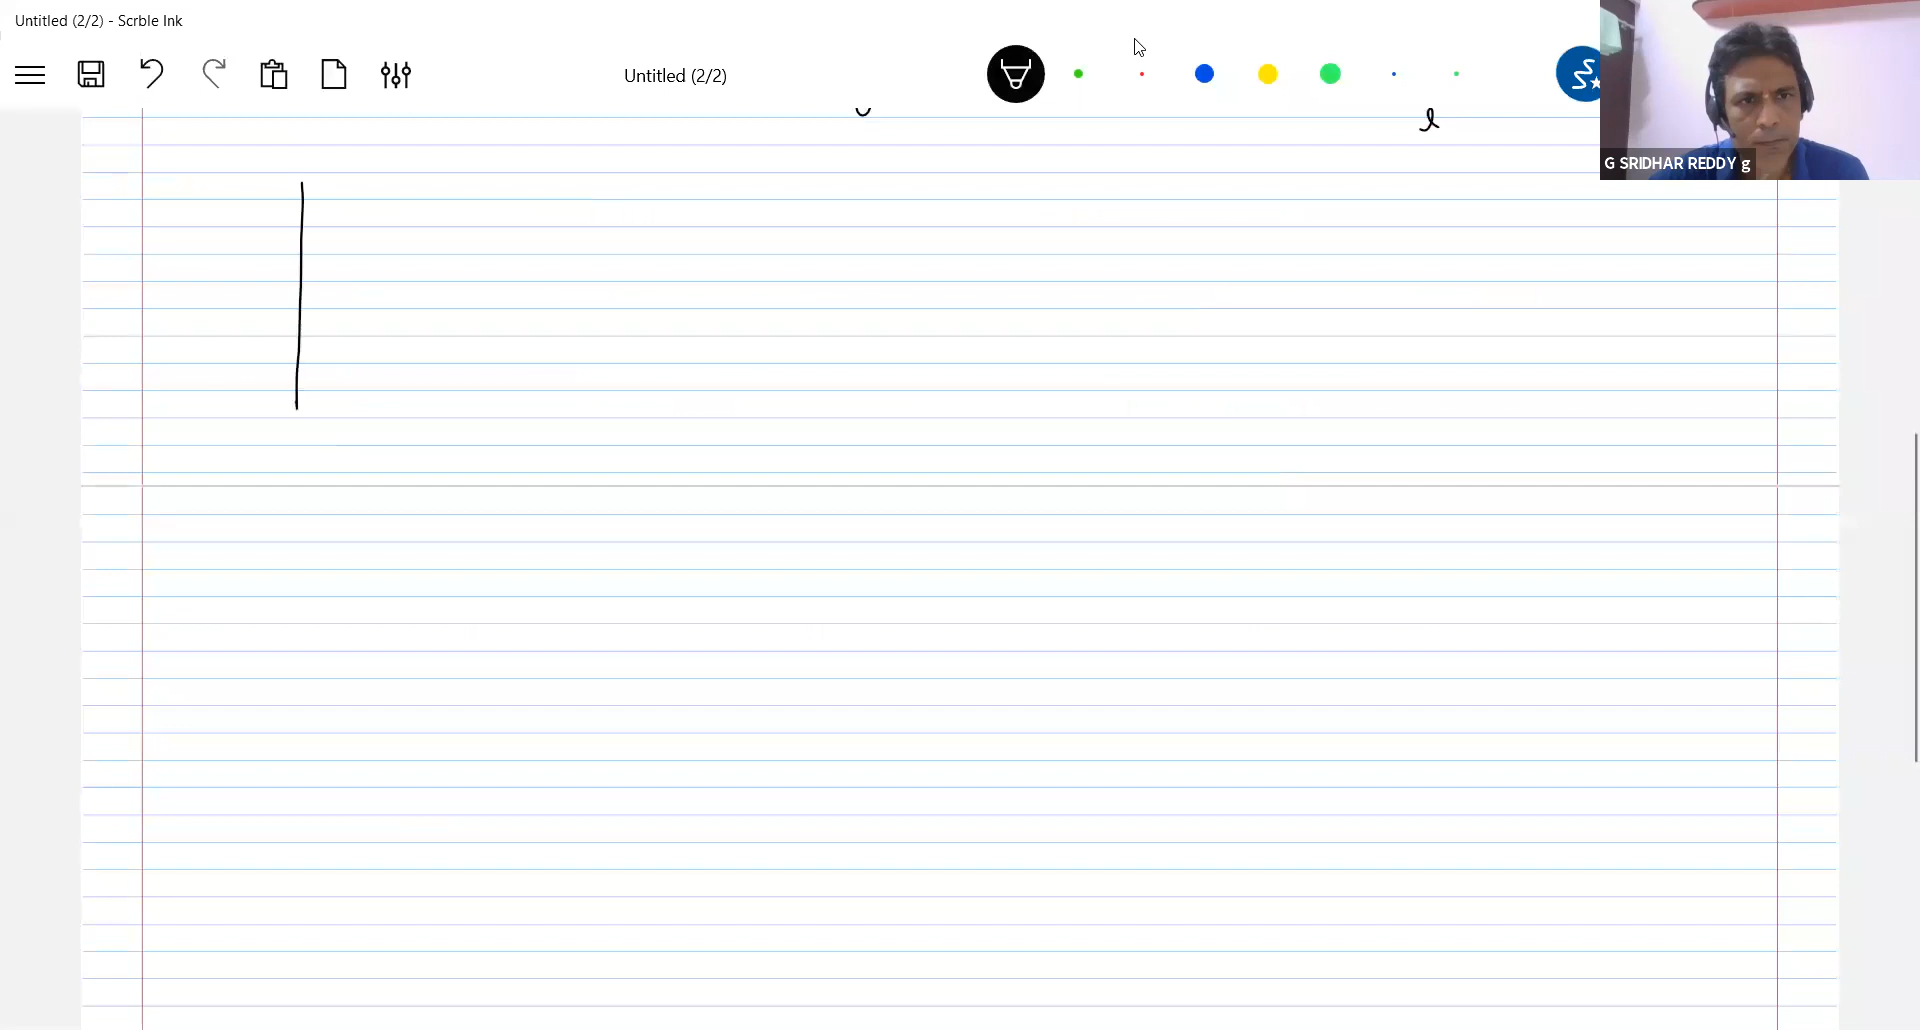 Untitled (2/2) - Scrble Ink
Untitled (2/2)
l
G SRIDHAR REDDY g